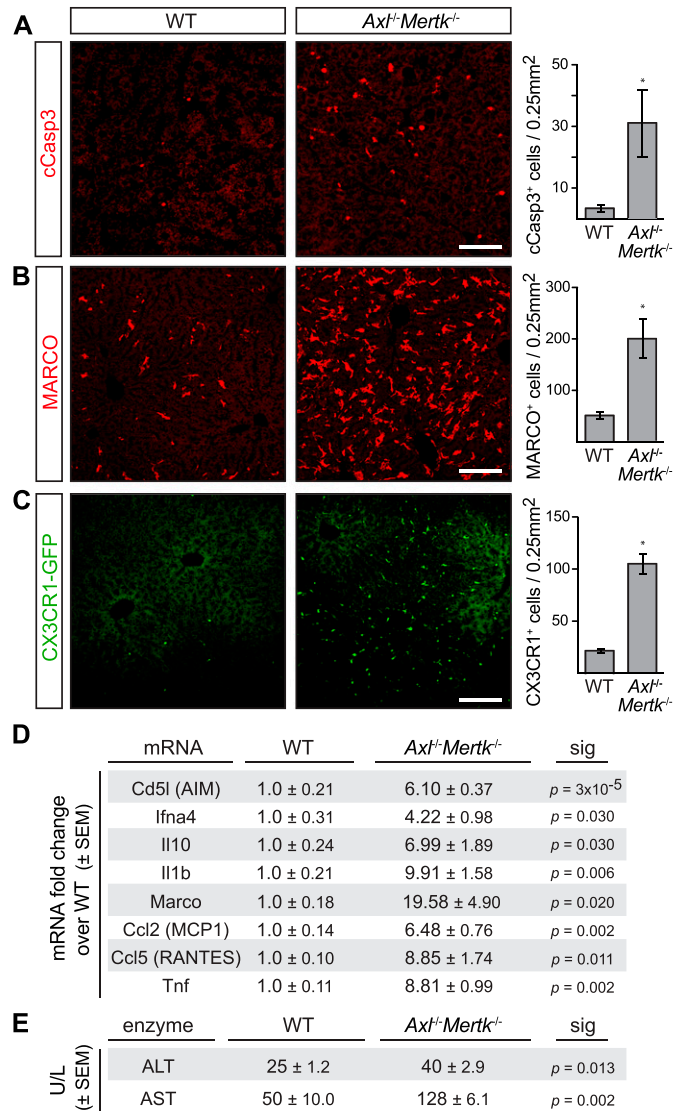 WT
Axl-/-Mertk-/-
A
cCasp3
cCasp3+ cells / 0.25mm2
50
30
10
*
WT
Axl-/-
Mertk-/-
B
MARCO
MARCO+ cells / 0.25mm2
300
200
100
*
WT
Axl-/-
Mertk-/-
C
CX3CR1-GFP
CX3CR1+ cells / 0.25mm2
150
100
50
*
WT
Axl-/-
Mertk-/-
D
mRNA WT Axl-/-Mertk-/- sig
mRNA fold change
over WT (± SEM)
Cd5l (AIM) 1.0 ± 0.21 6.10 ± 0.37 p = 3x10-5
Ifna4 1.0 ± 0.31 4.22 ± 0.98 p = 0.030
Il10 1.0 ± 0.24 6.99 ± 1.89 p = 0.030
Il1b 1.0 ± 0.21 9.91 ± 1.58 p = 0.006
Marco 1.0 ± 0.18 19.58 ± 4.90 p = 0.020
Ccl2 (MCP1) 1.0 ± 0.14 6.48 ± 0.76 p = 0.002
Ccl5 (RANTES) 1.0 ± 0.10 8.85 ± 1.74 p = 0.011
Tnf 1.0 ± 0.11 8.81 ± 0.99 p = 0.002
E
enzyme WT Axl-/-Mertk-/- sig
U/L
(± SEM)
ALT 25 ± 1.2 40 ± 2.9 p = 0.013
AST 50 ± 10.0 128 ± 6.1 p = 0.002